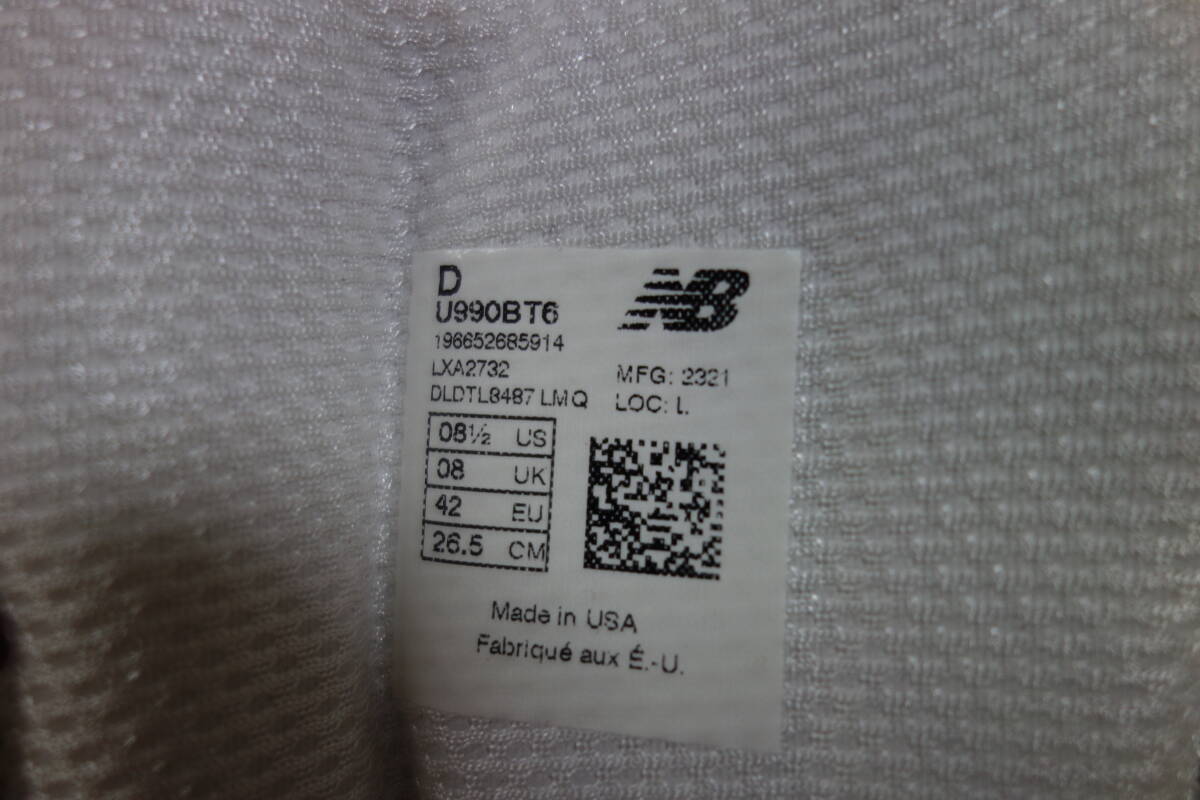 D
U990BT6
196652685914
LXA2732
DLDTL8487 LM Q
NB
MFG: 2321
LOC: L
08½ US
08 UK
42 EU
26.5 CM
Made in USA
Fabriqué aux É.-U.